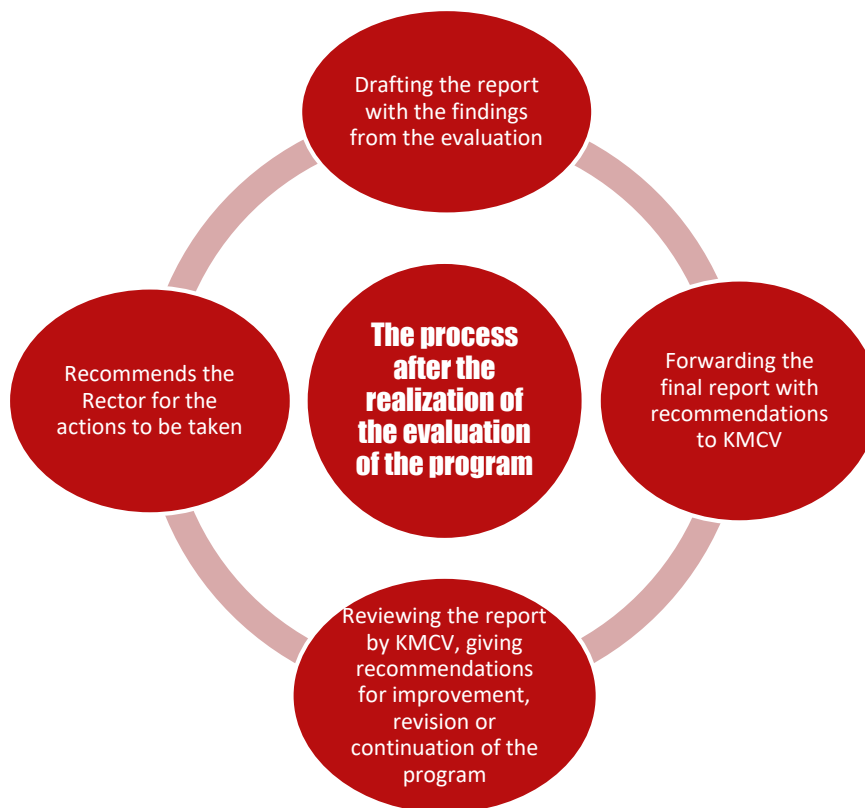 Drafting the report
with the findings
from the evaluation
The process
after the
realization of
the evaluation
of the program
Forwarding the
final report with
recommendations
to KMCV
Reviewing the report
by KMCV, giving
recommendations
for improvement,
revision or
continuation of the
program
Recommends the
Rector for the
actions to be taken